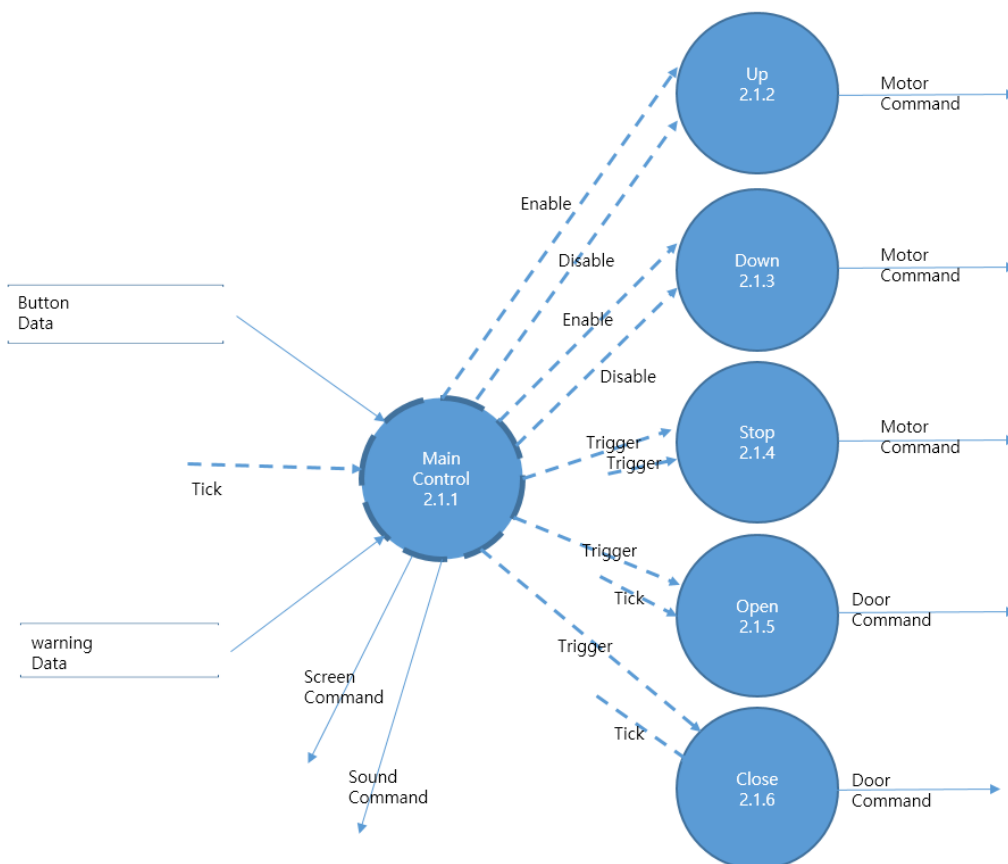 Up
2.1.2
Motor
Command
Enable
Disable
Down
2.1.3
Motor
Command
Button
Data
Enable
Disable
Stop
2.1.4
Motor
Command
Trigger
Trigger
Main
Control
2.1.1
Tick
Trigger
Tick
Open
2.1.5
Door
Command
warning
Data
Trigger
Screen
Command
Tick
Close
2.1.6
Door
Command
Sound
Command